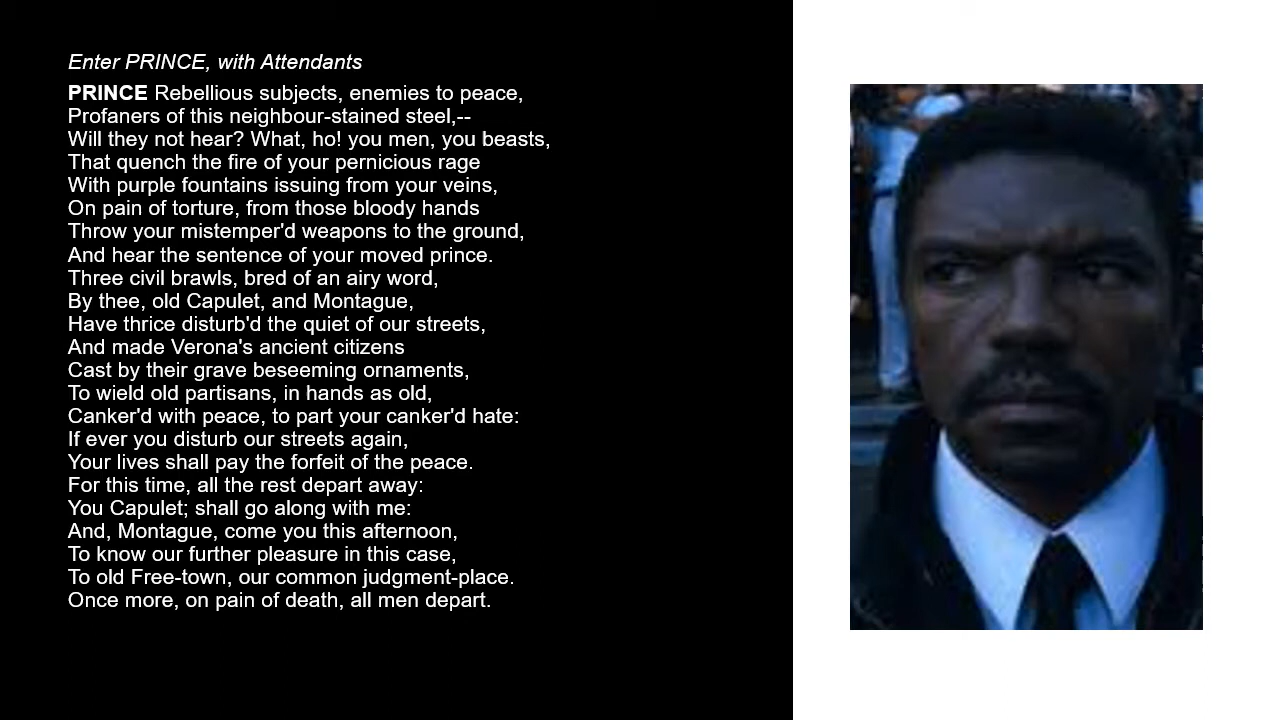 Enter PRINCE, with Attendants
PRINCE Rebellious subjects, enemies to peace,
Profaners of this neighbour-stained steel,--
Will they not hear? What, ho! you men, you beasts,
That quench the fire of your pernicious rage
With purple fountains issuing from your veins,
On pain of torture, from those bloody hands
Throw your mistemper'd weapons to the ground,
And hear the sentence of your moved prince.
Three civil brawls, bred of an airy word,
By thee, old Capulet, and Montague,
Have thrice disturb'd the quiet of our streets,
And made Verona's ancient citizens
Cast by their grave beseeming ornaments,
To wield old partisans, in hands as old,
Canker'd with peace, to part your canker'd hate:
If ever you disturb our streets again,
Your lives shall pay the forfeit of the peace.
For this time, all the rest depart away:
You Capulet; shall go along with me:
And, Montague, come you this afternoon,
To know our further pleasure in this case,
To old Free-town, our common judgment-place.
Once more, on pain of death, all men depart.